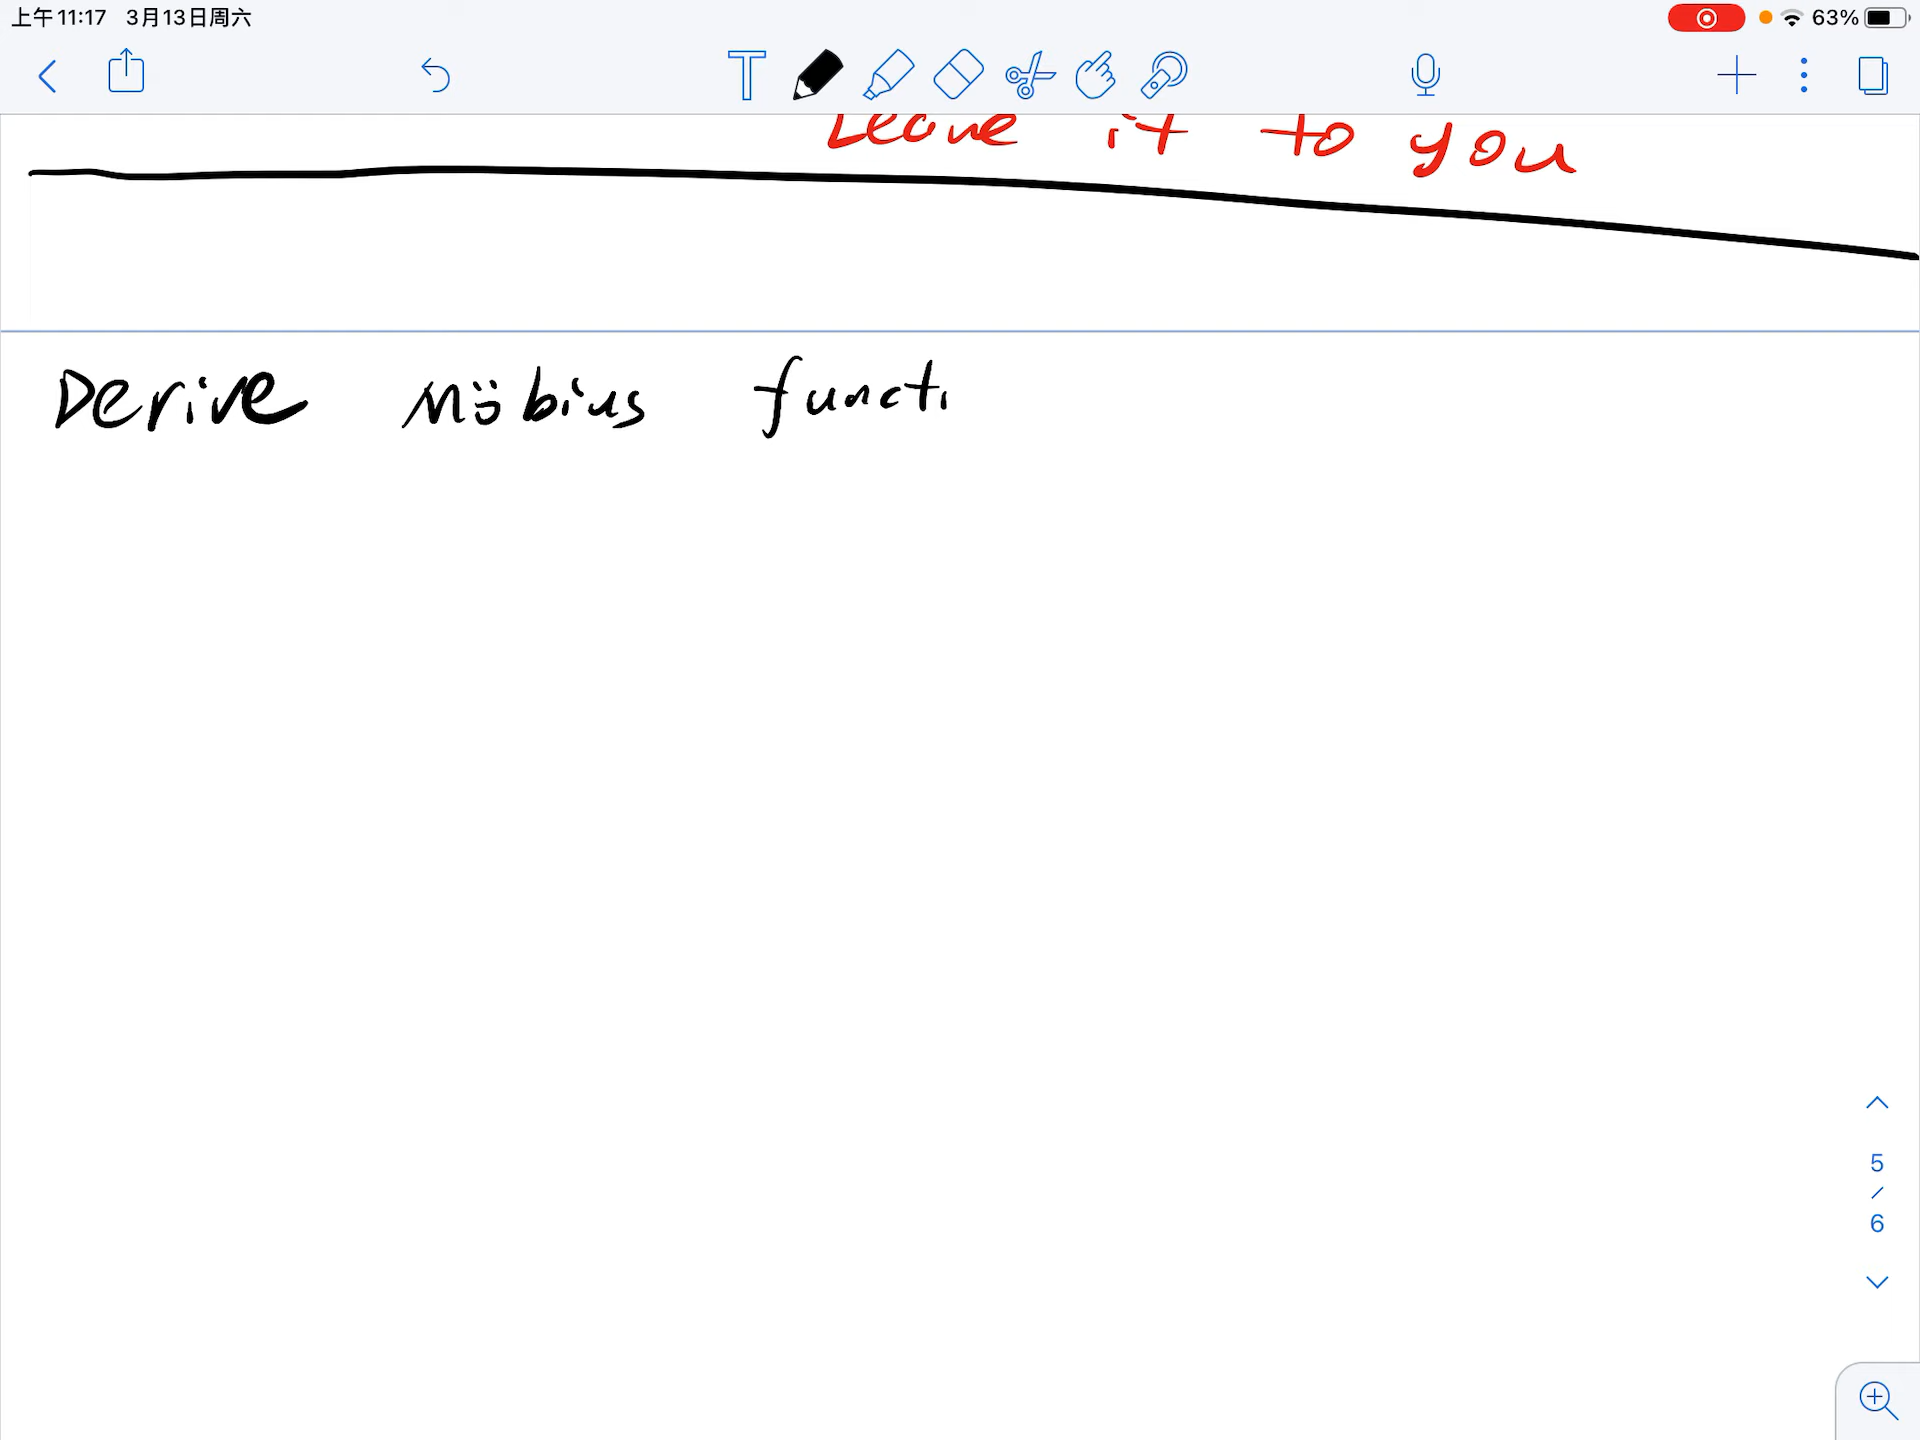 上午11:17 3月13日周六 63%
T
Leave it to you
Derive Möbius functi
5
/
6